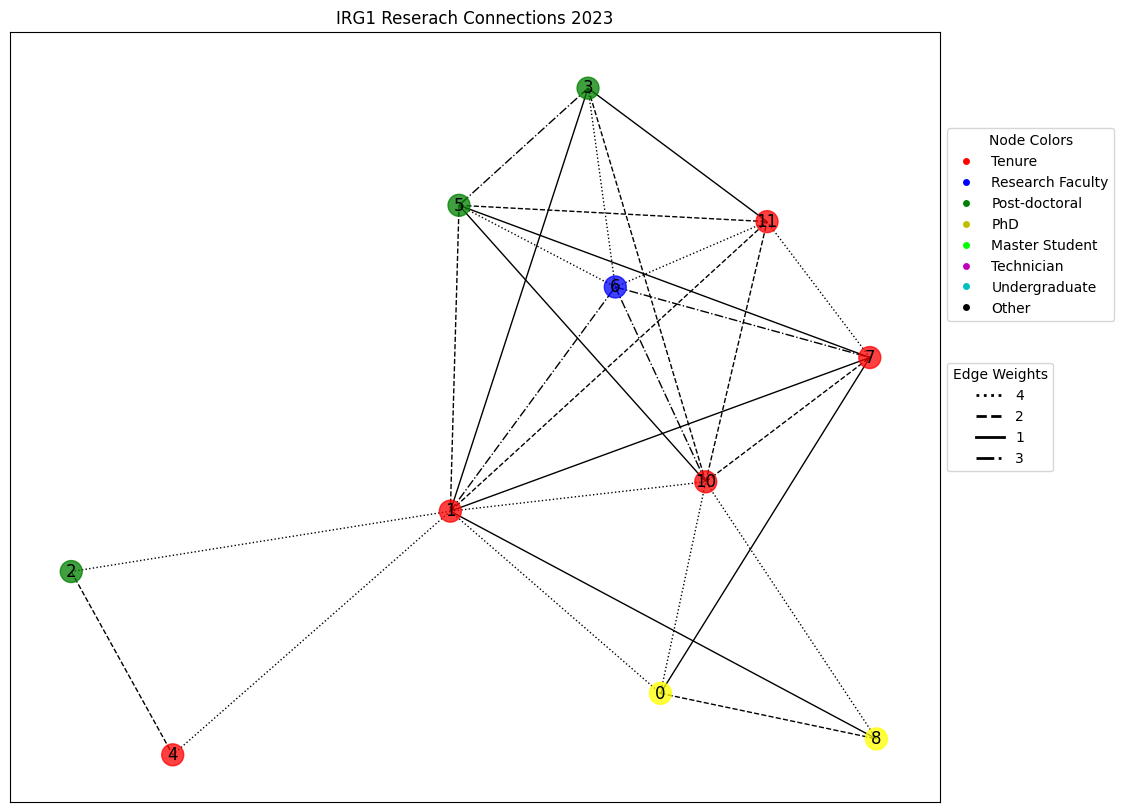 IRG1 Reserach Connections 2023
3
5
11
6
7
10
1
2
0
8
4
Node Colors
Tenure
Research Faculty
Post-doctoral
PhD
Master Student
Technician
Undergraduate
Other
Edge Weights
4
2
1
3